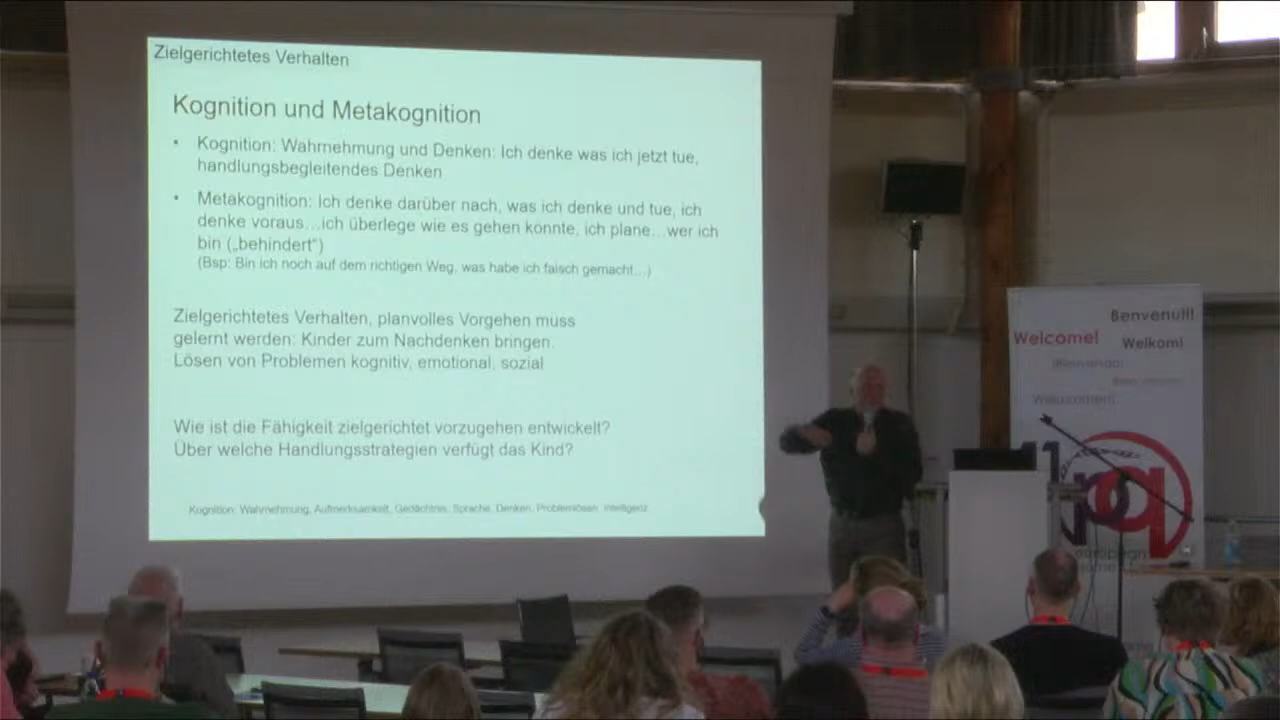 Zielgerichtetes Verhalten
Kognition und Metakognition
• Kognition: Wahrnehmung und Denken: Ich denke was ich jetzt tue,
handlungsbegleitendes Denken
• Metakognition: Ich denke darüber nach, was ich denke und tue, ich
denke voraus…ich überlege wie es gehen könnte, ich plane…wer ich
bin („behindert“)
(Bsp: Bin ich noch auf dem richtigen Weg, was habe ich falsch gemacht…)
Zielgerichtetes Verhalten, planvolles Vorgehen muss
gelernt werden: Kinder zum Nachdenken bringen.
Lösen von Problemen kognitiv, emotional, sozial
Wie ist die Fähigkeit zielgerichtet vorzugehen entwickelt?
Über welche Handlungsstrategien verfügt das Kind?
Kognition: Wahrnehmung, Aufmerksamkeit, Gedächtnis, Sprache, Denken, Problemlösen, Intelligenz
Benvenuti!
Welcome! Welkom!
european